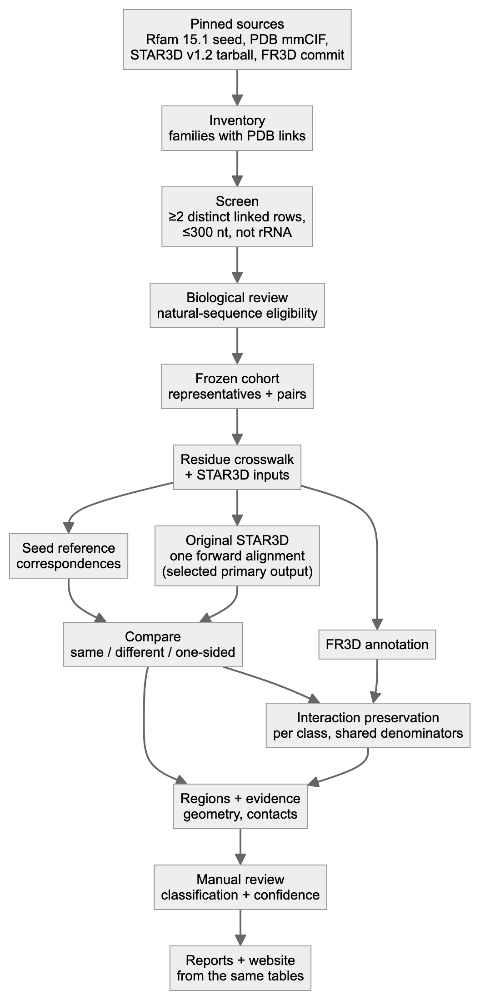 Pinned sources
Rfam 15.1 seed, PDB mmCIF,
STAR3D v1.2 tarball, FR3D commit
Inventory
families with PDB links
Screen
≥2 distinct linked rows,
≤300 nt, not rRNA
Biological review
natural-sequence eligibility
Frozen cohort
representatives + pairs
Residue crosswalk
+ STAR3D inputs
Seed reference
correspondences
Original STAR3D
one forward alignment
(selected primary output)
Compare
same / different / one-sided
FR3D annotation
Interaction preservation
per class, shared denominators
Regions + evidence
geometry, contacts
Manual review
classification + confidence
Reports + website
from the same tables